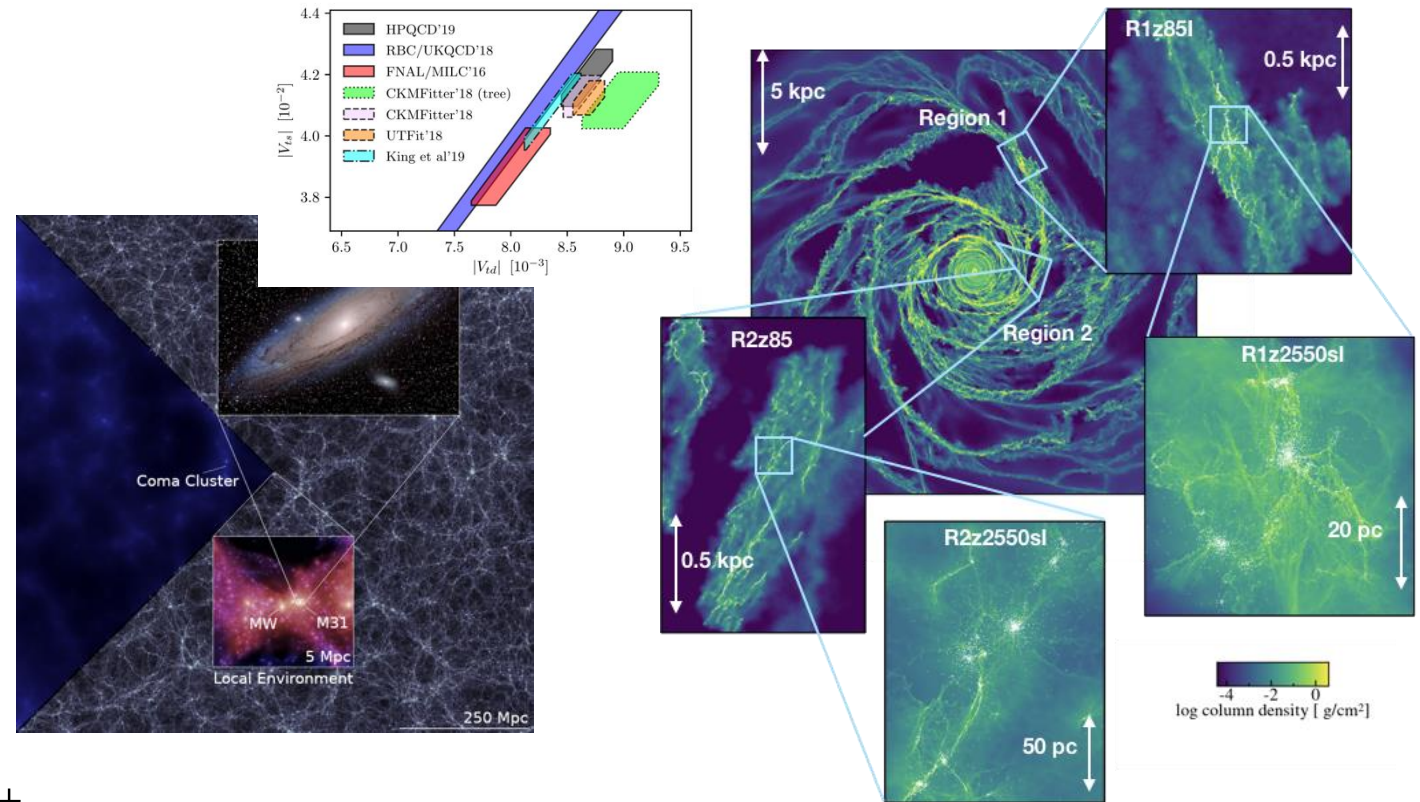 4.4
4.2
4.0
3.8
|V_{ts}| [10^{-2}]
HPQCD'19
RBC/UKQCD'18
FNAL/MILC'16
CKMFitter'18 (tree)
CKMFitter'18
UTFit'18
King et al'19
6.5 7.0 7.5 8.0 8.5 9.0 9.5
|V_{td}| [10^{-3}]
Coma Cluster
MW M31
5 Mpc
Local Environment
250 Mpc
5 kpc
Region 1
Region 2
R1z85l
0.5 kpc
R2z85
0.5 kpc
R1z2550sl
20 pc
R2z2550sl
50 pc
-4 -2 0
log column density [ g/cm²]